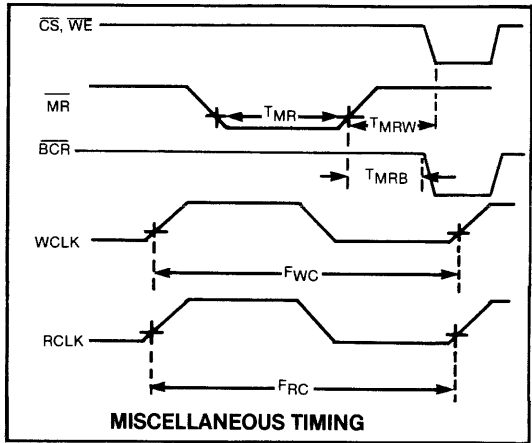 CS, WE
MR
TMR
TMRW
BCR
TMRB
WCLK
FWC
RCLK
FRC
MISCELLANEOUS TIMING